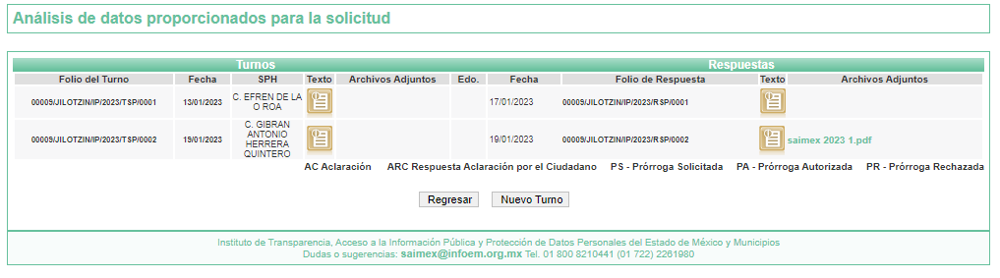 Análisis de datos proporcionados para la solicitud
Turnos Respuestas
Folio del Turno Fecha SPH Texto Archivos Adjuntos Edo. Fecha Folio de Respuesta Texto Archivos Adjuntos
00009/JILOTZIN/IP/2023/TSP/0001 13/01/2023 C. EFREN DE LA O ROA 17/01/2023 00009/JILOTZIN/IP/2023/RSP/0001
00009/JILOTZIN/IP/2023/TSP/0002 19/01/2023 C. GIBRAN ANTONIO HERRERA QUINTERO 19/01/2023 00009/JILOTZIN/IP/2023/RSP/0002 saimex 2023 1.pdf
AC Aclaración ARC Respuesta Aclaración por el Ciudadano PS - Prórroga Solicitada PA - Prórroga Autorizada PR - Prórroga Rechazada
Regresar Nuevo Turno
Instituto de Transparencia, Acceso a la Información Pública y Protección de Datos Personales del Estado de México y Municipios
Dudas o sugerencias: saimex@infoem.org.mx Tel. 01 800 8210441 (01 722) 2261980